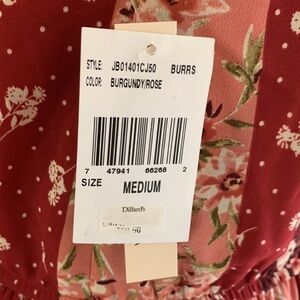 STYLE: JB01401CJ50 BURRS
COLOR: BURGUNDY/ROSE
7 47941 66268 2
SIZE MEDIUM
Dillard's